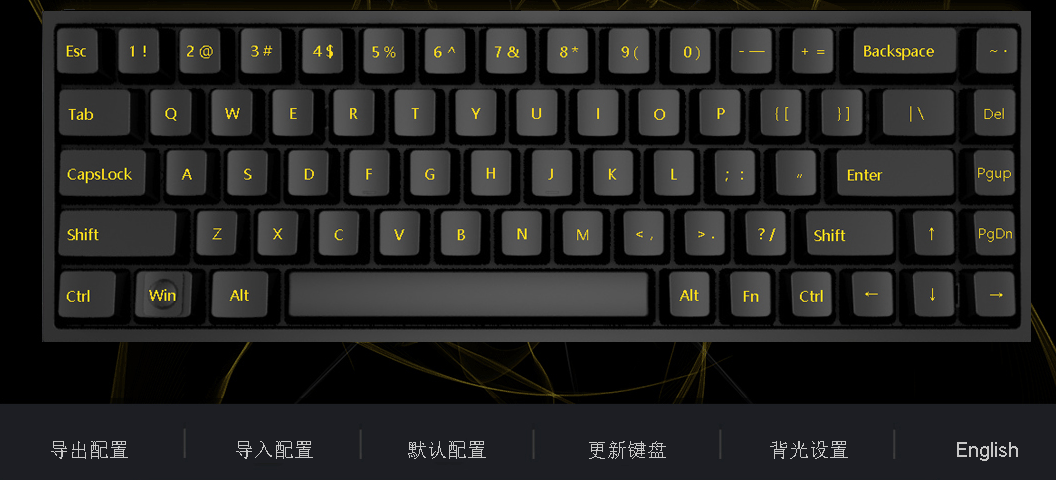 Esc 1 ! 2 @ 3 # 4 $ 5 % 6 ^ 7 & 8 * 9 ( 0 ) - — + = Backspace ~ ·
Tab Q W E R T Y U I O P { [ } ] | \ Del
CapsLock A S D F G H J K L ; : " Enter Pgup
Shift Z X C V B N M < , > . ? / Shift ↑ PgDn
Ctrl Win Alt Alt Fn Ctrl ← ↓ →
导出配置 导入配置 默认配置 更新键盘 背光设置 English